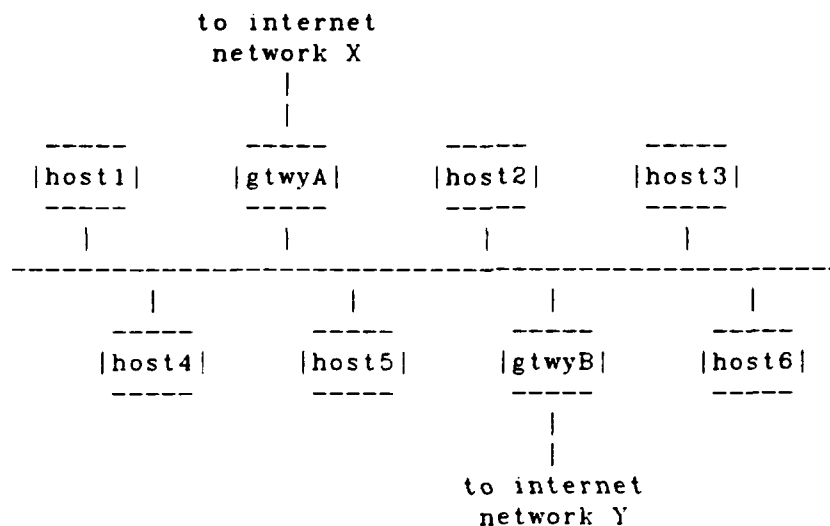 to internet
network X
|host1| |gtwyA| |host2| |host3|
|host4| |host5| |gtwyB| |host6|
to internet
network Y